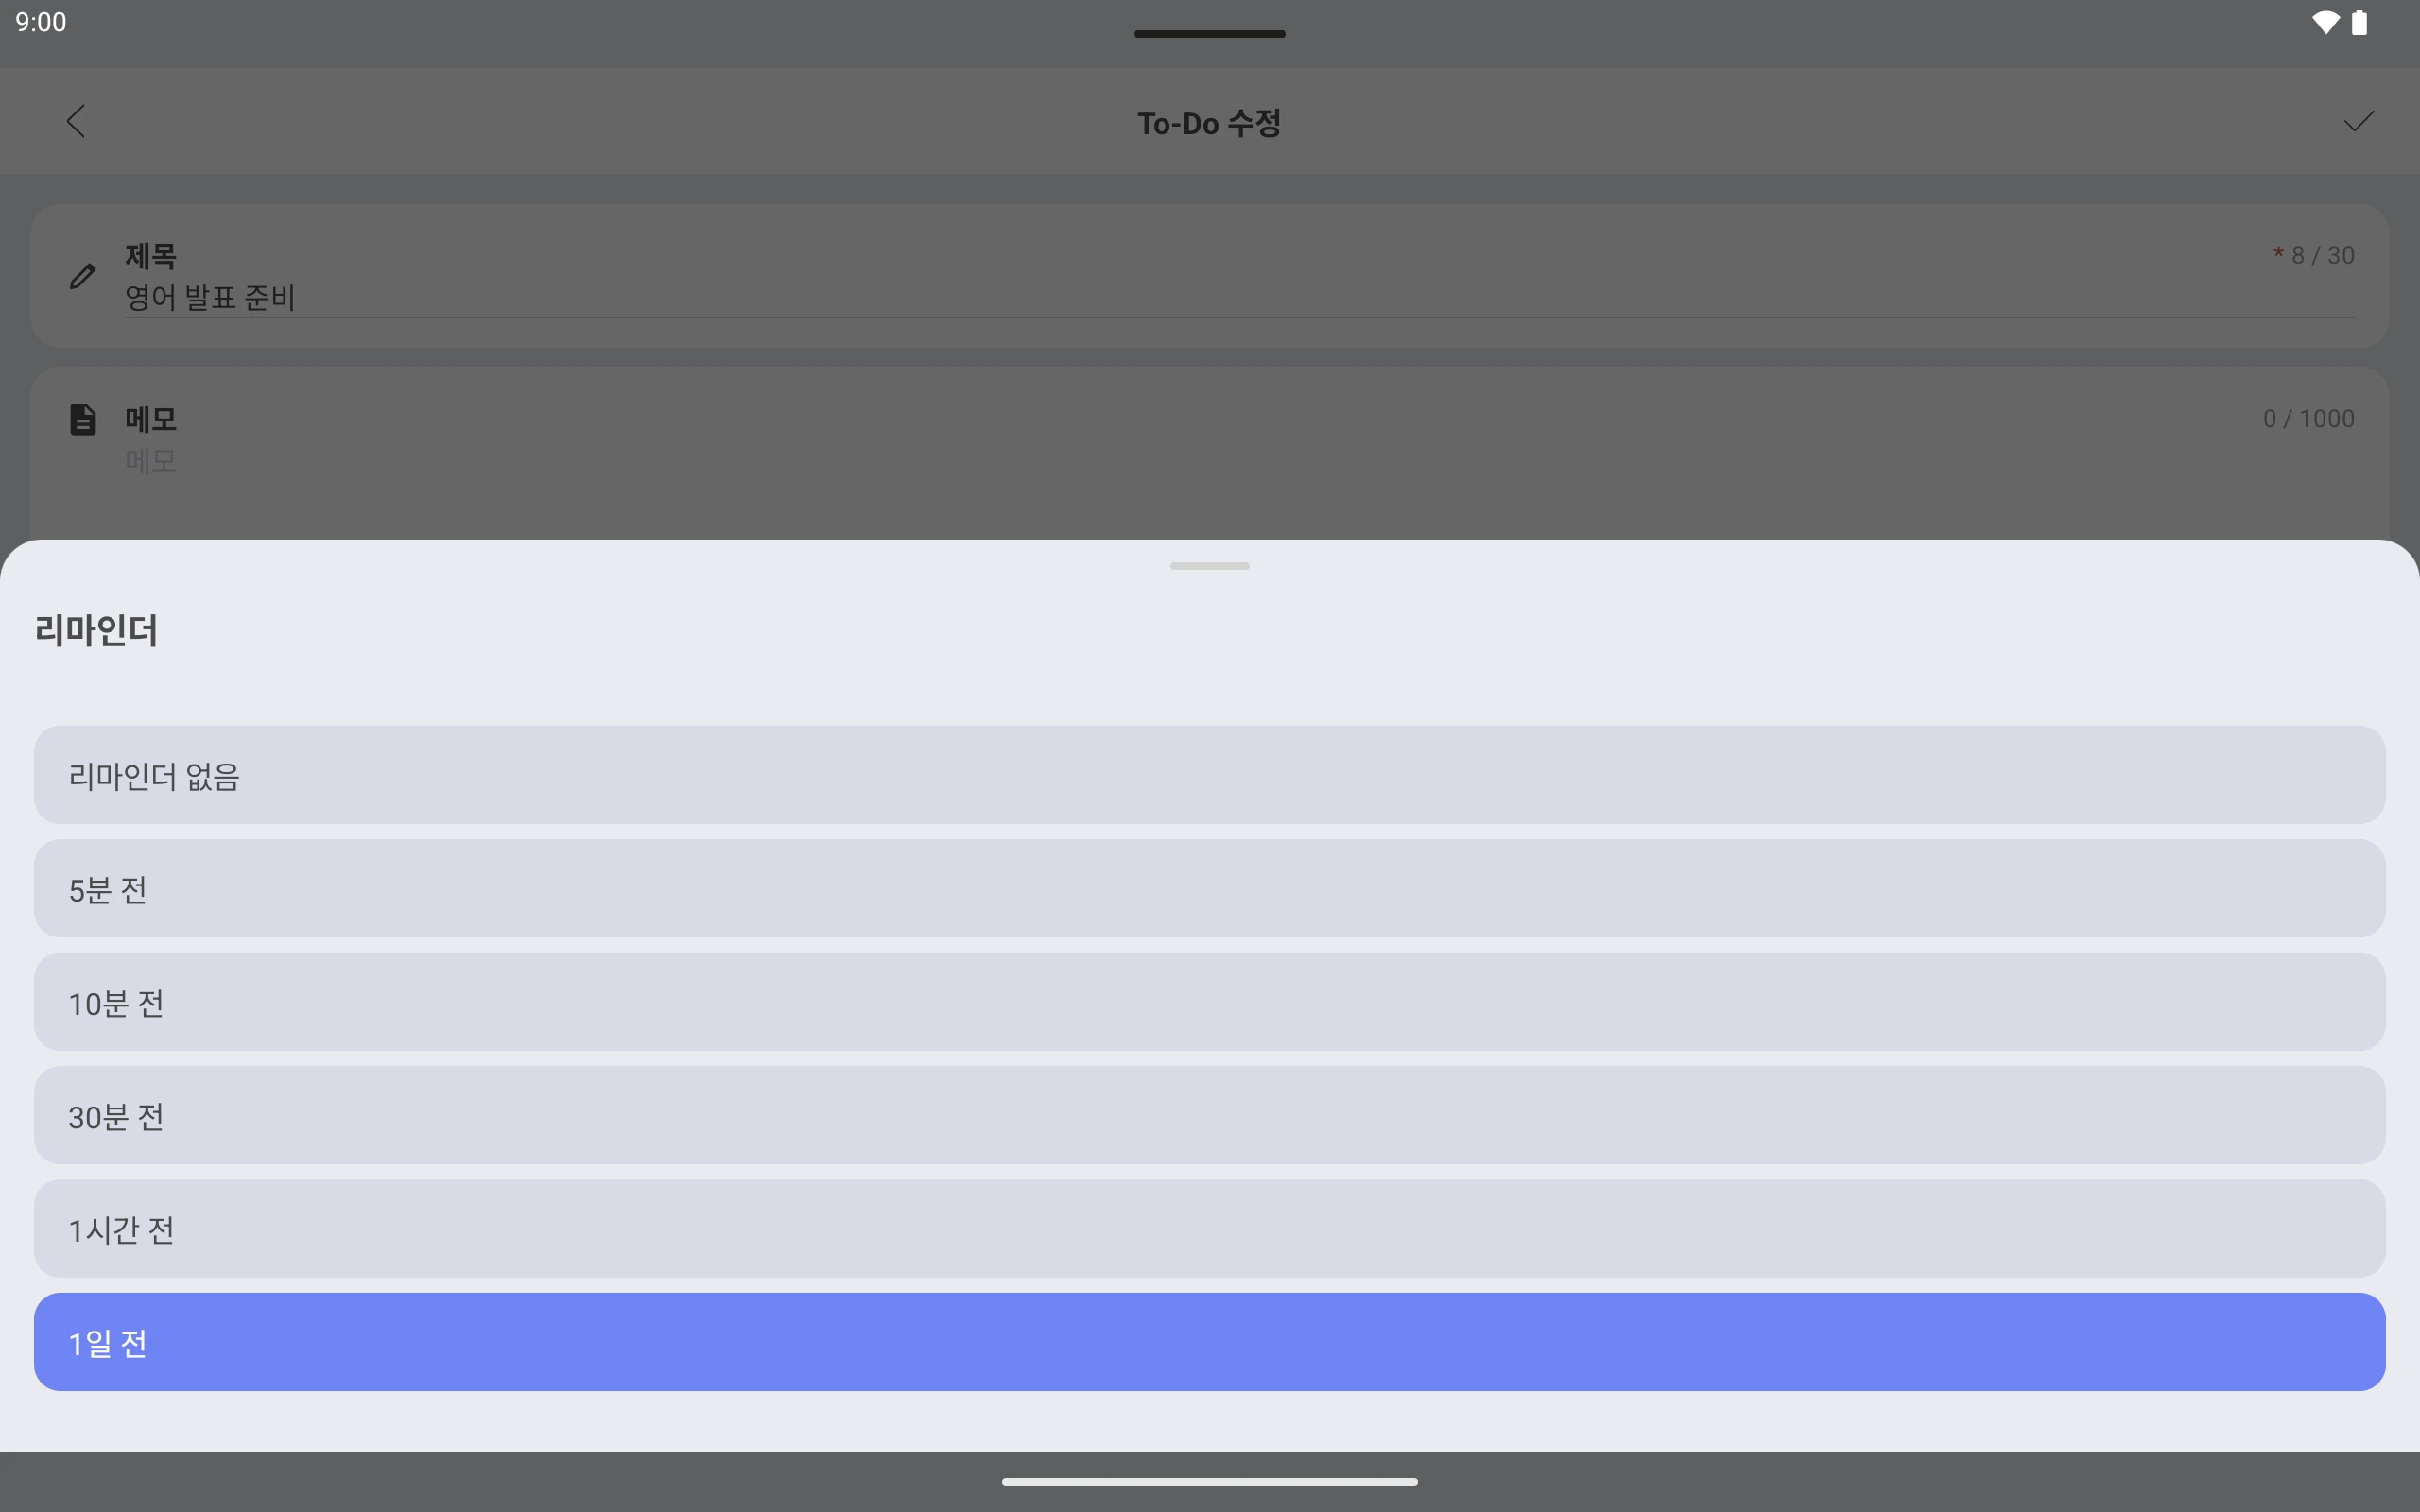 9:00
To-Do 수정
제목
* 8 / 30
영어 발표 준비
메모
0 / 1000
메모
리마인더
리마인더 없음
5분 전
10분 전
30분 전
1시간 전
1일 전